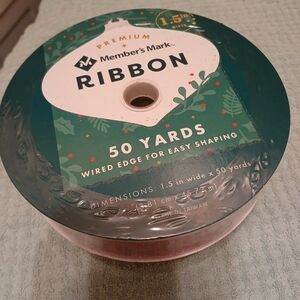 PREMIUM
1.5 in
Member's Mark
RIBBON
50 YARDS
WIRED EDGE FOR EASY SHAPING
DIMENSIONS: 1.5 in wide x 50 yards